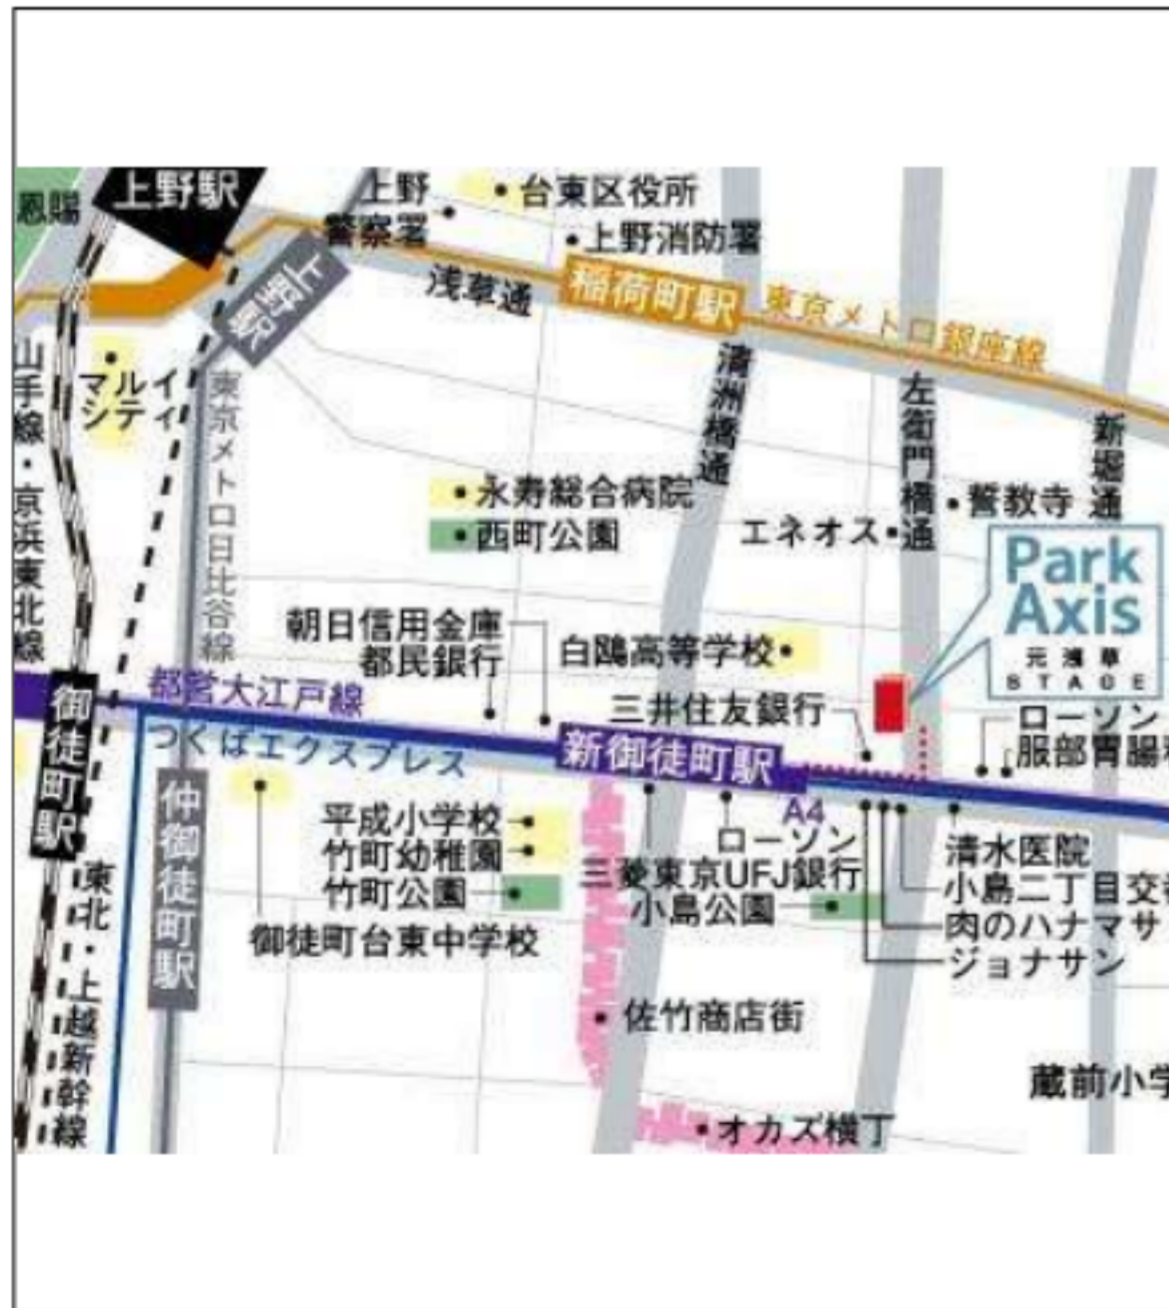 恩賜
上野駅
上野
警察署
台東区役所
上野消防署
浅草通
稲荷町駅
東京メトロ銀座線
上野駅
マルイ
シティ
山手線・京浜東北線
東京メトロ日比谷線
清洲橋通
左衛門橋通
新堀通
永寿総合病院
西町公園
エネオス
誓教寺
Park
Axis
元浅草
STAGE
朝日信用金庫
都民銀行
白鴎高等学校
三井住友銀行
ローソン
服部胃腸科
都営大江戸線
つくばエクスプレス
御徒町駅
新御徒町駅
A4
仲御徒町駅
平成小学校
竹町幼稚園
竹町公園
御徒町台東中学校
ローソン
三菱東京UFJ銀行
小島公園
清水医院
小島二丁目交
肉のハナマサ
ジョナサン
東北・上越新幹線
佐竹商店街
蔵前小学
オカズ横丁